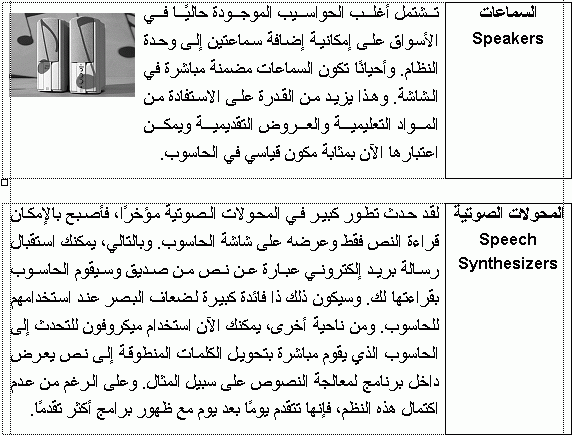 السماعات
Speakers
تشتمل أغلب الحواسيب الموجودة حاليًا في
الأسواق على إمكانية إضافة سماعتين إلى وحدة
النظام. وأحيانًا تكون السماعات مضمنة مباشرة في
الشاشة. وهذا يزيد من القدرة على الاستفادة من
المواد التعليمية والعروض التقديمية ويمكن
اعتبارها الآن بمثابة مكون قياسي في الحاسوب.
المحولات الصوتية
Speech
Synthesizers
لقد حدث تطور كبير في المحولات الصوتية مؤخرًا، فأصبح بالإمكان
قراءة النص فقط وعرضه على شاشة الحاسوب. وبالتالي، يمكنك استقبال
رسالة بريد إلكتروني عبارة عن نص من صديق وسيقوم الحاسوب
بقراءتها لك. وسيكون ذلك ذا فائدة كبيرة لضعاف البصر عند استخدامهم
للحاسوب. ومن ناحية أخرى، يمكنك الآن استخدام ميكروفون للتحدث إلى
الحاسوب الذي يقوم مباشرة بتحويل الكلمات المنطوقة إلى نص يعرض
داخل برنامج لمعالجة النصوص على سبيل المثال. وعلى الرغم من عدم
اكتمال هذه النظم، فإنها تتقدم يومًا بعد يوم مع ظهور برامج أكثر تقدمًا.